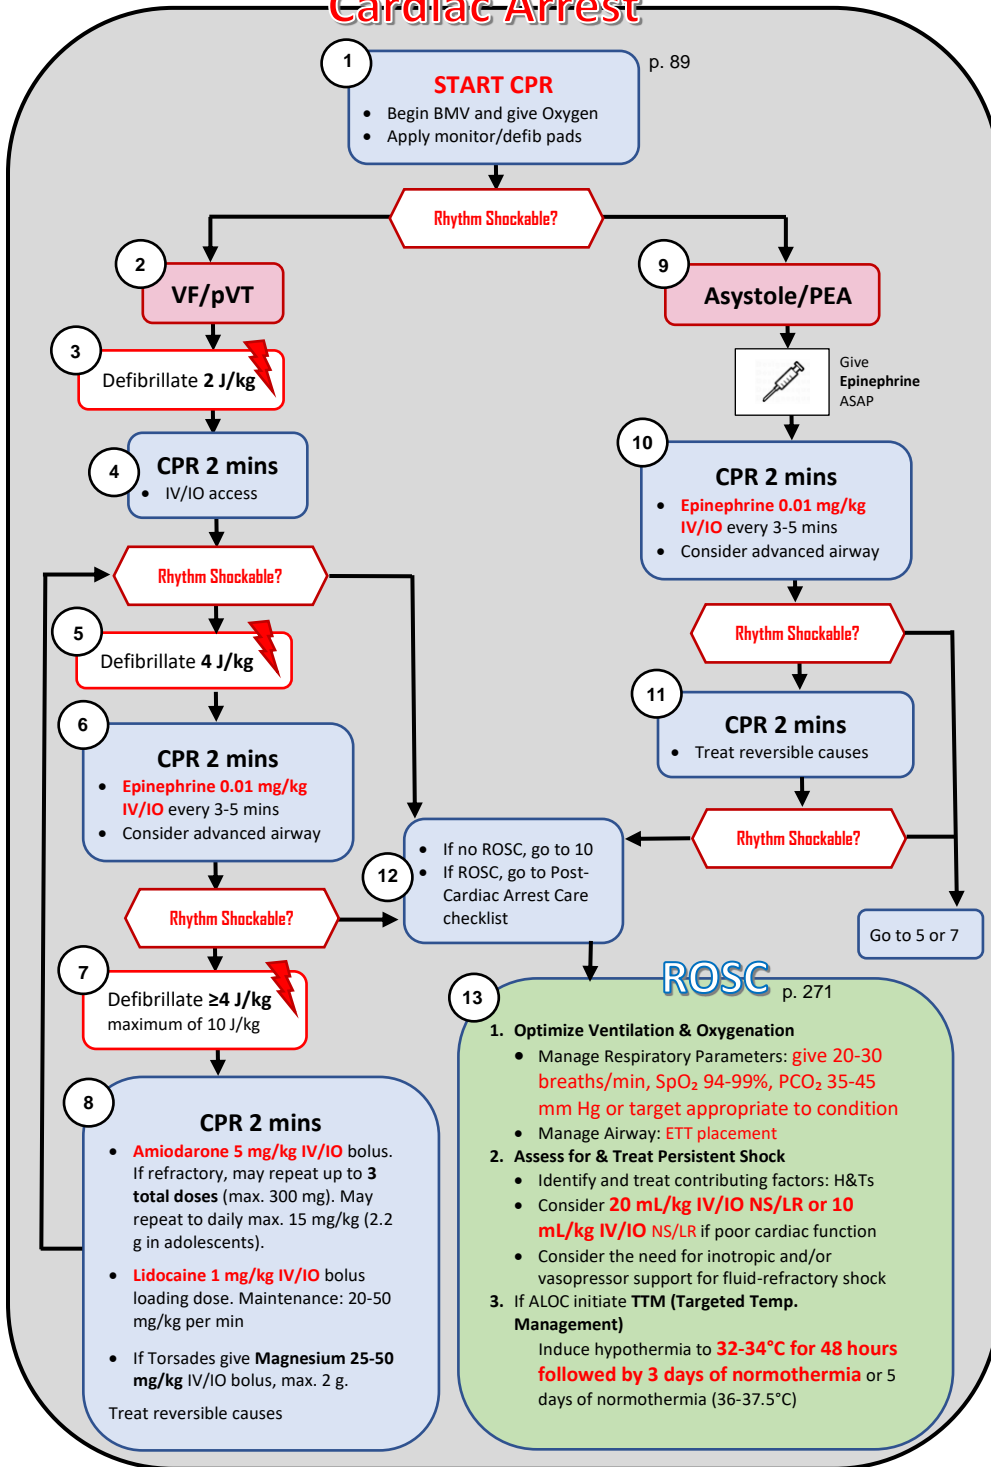 Cardiac Arrest
1
p. 89
START CPR
• Begin BMV and give Oxygen
• Apply monitor/defib pads
Rhythm Shockable?
2
VF/pVT
3
Defibrillate 2 J/kg
4
CPR 2 mins
• IV/IO access
Rhythm Shockable?
5
Defibrillate 4 J/kg
6
CPR 2 mins
• Epinephrine 0.01 mg/kg
IV/IO every 3-5 mins
• Consider advanced airway
Rhythm Shockable?
7
Defibrillate ≥4 J/kg
maximum of 10 J/kg
8
CPR 2 mins
• Amiodarone 5 mg/kg IV/IO bolus.
If refractory, may repeat up to 3
total doses (max. 300 mg). May
repeat to daily max. 15 mg/kg (2.2
g in adolescents).
• Lidocaine 1 mg/kg IV/IO bolus
loading dose. Maintenance: 20-50
mg/kg per min
• If Torsades give Magnesium 25-50
mg/kg IV/IO bolus, max. 2 g.
Treat reversible causes
9
Asystole/PEA
Give
Epinephrine
ASAP
10
CPR 2 mins
• Epinephrine 0.01 mg/kg
IV/IO every 3-5 mins
• Consider advanced airway
Rhythm Shockable?
11
CPR 2 mins
• Treat reversible causes
Rhythm Shockable?
Go to 5 or 7
12
• If no ROSC, go to 10
• If ROSC, go to Post-
Cardiac Arrest Care
checklist
13
ROSC
p. 271
1. Optimize Ventilation & Oxygenation
• Manage Respiratory Parameters: give 20-30
breaths/min, SpO₂ 94-99%, PCO₂ 35-45
mm Hg or target appropriate to condition
• Manage Airway: ETT placement
2. Assess for & Treat Persistent Shock
• Identify and treat contributing factors: H&Ts
• Consider 20 mL/kg IV/IO NS/LR or 10
mL/kg IV/IO NS/LR if poor cardiac function
• Consider the need for inotropic and/or
vasopressor support for fluid-refractory shock
3. If ALOC initiate TTM (Targeted Temp.
Management)
Induce hypothermia to 32-34°C for 48 hours
followed by 3 days of normothermia or 5
days of normothermia (36-37.5°C)